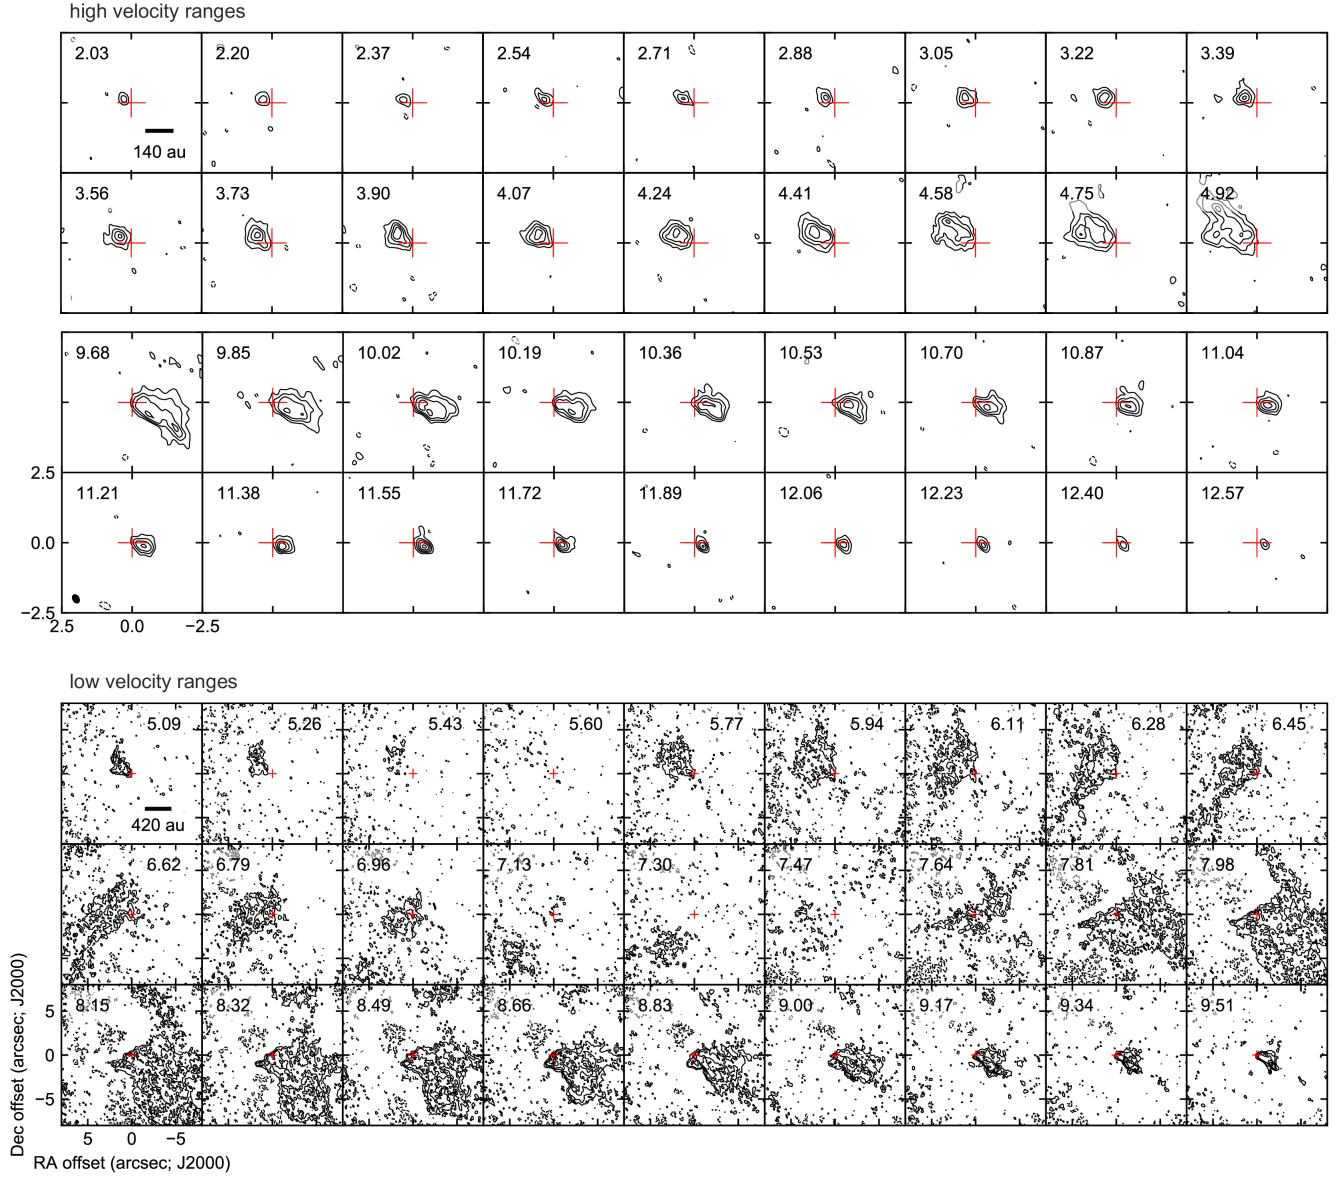 high velocity ranges
2.03 2.20 2.37 2.54 2.71 2.88 3.05 3.22 3.39
140 au
3.56 3.73 3.90 4.07 4.24 4.41 4.58 4.75 4.92
9.68 9.85 10.02 10.19 10.36 10.53 10.70 10.87 11.04
2.5
11.21 11.38 11.55 11.72 11.89 12.06 12.23 12.40 12.57
0.0
−2.5
2.5 0.0 −2.5
low velocity ranges
5.09 5.26 5.43 5.60 5.77 5.94 6.11 6.28 6.45
420 au
6.62 6.79 6.96 7.13 7.30 7.47 7.64 7.81 7.98
8.15 8.32 8.49 8.66 8.83 9.00 9.17 9.34 9.51
5
0
−5
5 0 −5
Dec offset (arcsec; J2000)
RA offset (arcsec; J2000)